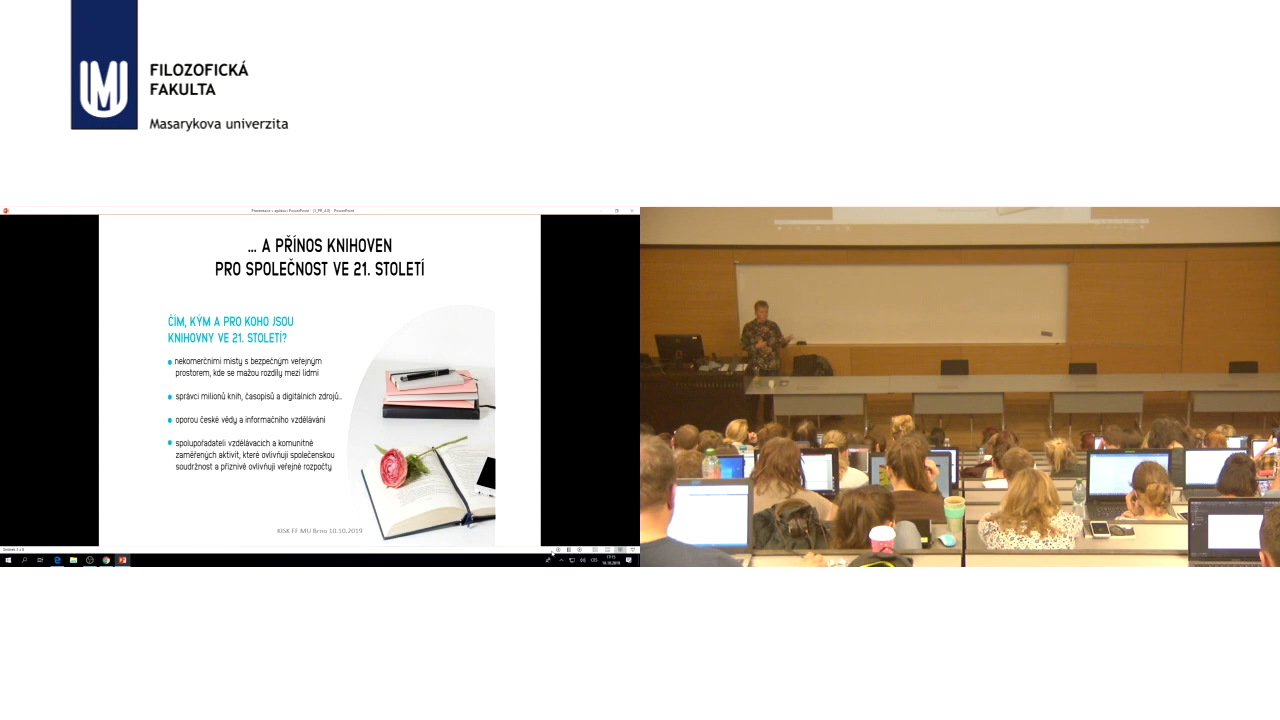 FILOZOFICKÁ
FAKULTA
Masarykova univerzita
Prezentace v aplikaci PowerPoint [1_PR_AJ] PowerPoint
... A PŘÍNOS KNIHOVEN
PRO SPOLEČNOST VE 21. STOLETÍ
ČÍM, KÝM A PRO KOHO JSOU
KNIHOVNY VE 21. STOLETÍ?
nekomerčními místy s bezpečným veřejným
prostorem, kde se mažou rozdíly mezi lidmi
správci milionů knih, časopisů a digitálních zdrojů..
oporou české vědy a informačního vzdělávání
spolupořadateli vzdělávacích a komunitně
zaměřených aktivit, které ovlivňují společenskou
soudržnost a příznivě ovlivňují veřejné rozpočty
KISK FF MU Brno 10.10.2019